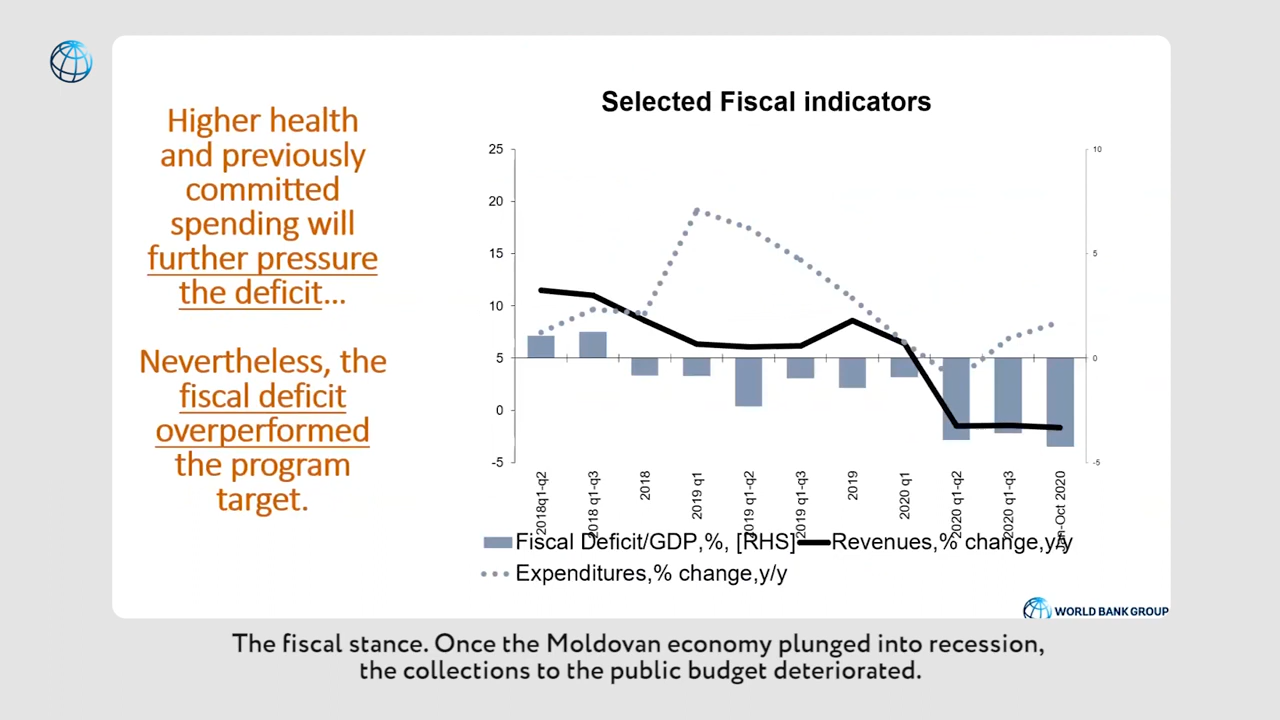 Higher health
and previously
committed
spending will
further pressure
the deficit...
Nevertheless, the
fiscal deficit
overperformed
the program
target.
Selected Fiscal indicators
25
20
15
10
5
0
-5
10
5
0
-5
2018q1-q2
2018 q1-q3
2018
2019 q1
2019 q1-q2
2019 q1-q3
2019
2020 q1
2020 q1-q2
2020 q1-q3
Jan-Oct 2020
Fiscal Deficit/GDP,%, [RHS]
Revenues,% change,y/y
Expenditures,% change,y/y
WORLD BANK GROUP
The fiscal stance. Once the Moldovan economy plunged into recession,
the collections to the public budget deteriorated.